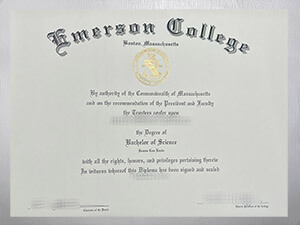 Emerson College
Boston, Massachusetts
By authority of the Commonwealth of Massachusetts
and on the recommendation of the President and Faculty
the Trustees confer upon
the Degree of
Bachelor of Science
with all the rights, honors, and privileges pertaining thereto
In witness whereof this Diploma has been signed and sealed